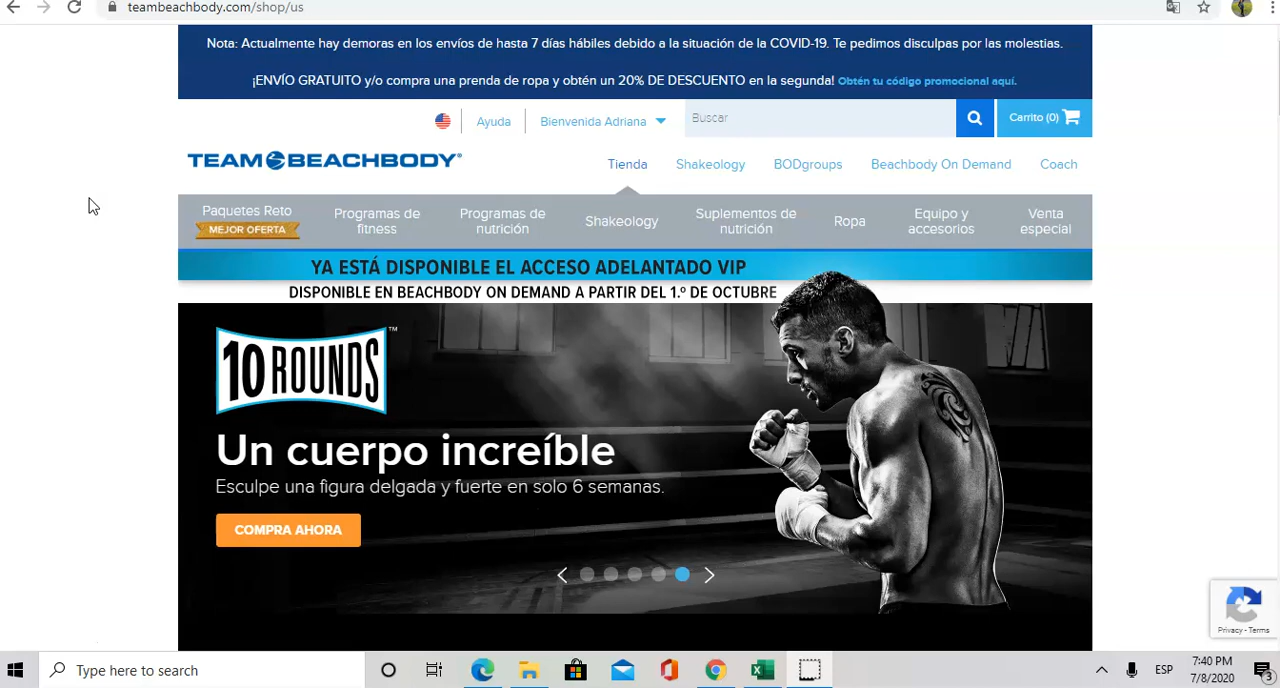 teambeachbody.com/shop/us
Nota: Actualmente hay demoras en los envíos de hasta 7 días hábiles debido a la situación de la COVID-19. Te pedimos disculpas por las molestias.
¡ENVÍO GRATUITO y/o compra una prenda de ropa y obtén un 20% DE DESCUENTO en la segunda! Obtén tu código promocional aquí.
Ayuda
Bienvenida Adriana
Buscar
Carrito (0)
TEAM BEACHBODY®
Tienda
Shakeology
BODgroups
Beachbody On Demand
Coach
Paquetes Reto
MEJOR OFERTA
Programas de
fitness
Programas de
nutrición
Shakeology
Suplementos de
nutrición
Ropa
Equipo y
accesorios
Venta
especial
YA ESTÁ DISPONIBLE EL ACCESO ADELANTADO VIP
DISPONIBLE EN BEACHBODY ON DEMAND A PARTIR DEL 1.º DE OCTUBRE
10 ROUNDS™
Un cuerpo increíble
Esculpe una figura delgada y fuerte en solo 6 semanas.
COMPRA AHORA
Privacy - Terms
Type here to search
ESP
7:40 PM
7/8/2020
3